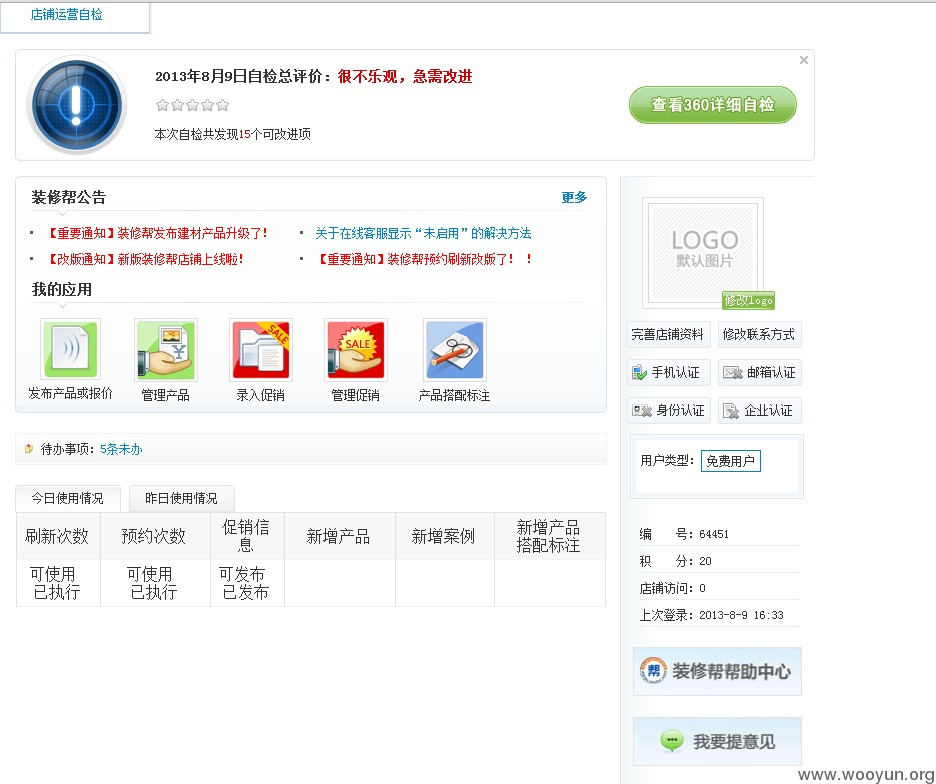 店铺运营自检
2013年8月9日自检总评价：很不乐观，急需改进
本次自检共发现15个可改进项
查看360详细自检
装修帮公告
更多
【重要通知】装修帮发布建材产品升级了！
关于在线客服显示“未启用”的解决方法
【改版通知】新版装修帮店铺上线啦！
【重要通知】装修帮预约刷新改版了！ ！
我的应用
SALE
SALE
发布产品或报价
管理产品
录入促销
管理促销
产品搭配标注
待办事项：5条未办
今日使用情况
昨日使用情况
刷新次数
预约次数
促销信
息
新增产品
新增案例
新增产品
搭配标注
可使用
已执行
可使用
已执行
可发布
已发布
LOGO
默认图片
修改logo
完善店铺资料
修改联系方式
手机认证
邮箱认证
身份认证
企业认证
用户类型：免费用户
编 号：64451
积 分：20
店铺访问：0
上次登录：2013-8-9 16:33
帮 装修帮帮助中心
我要提意见
www.wooyun.org